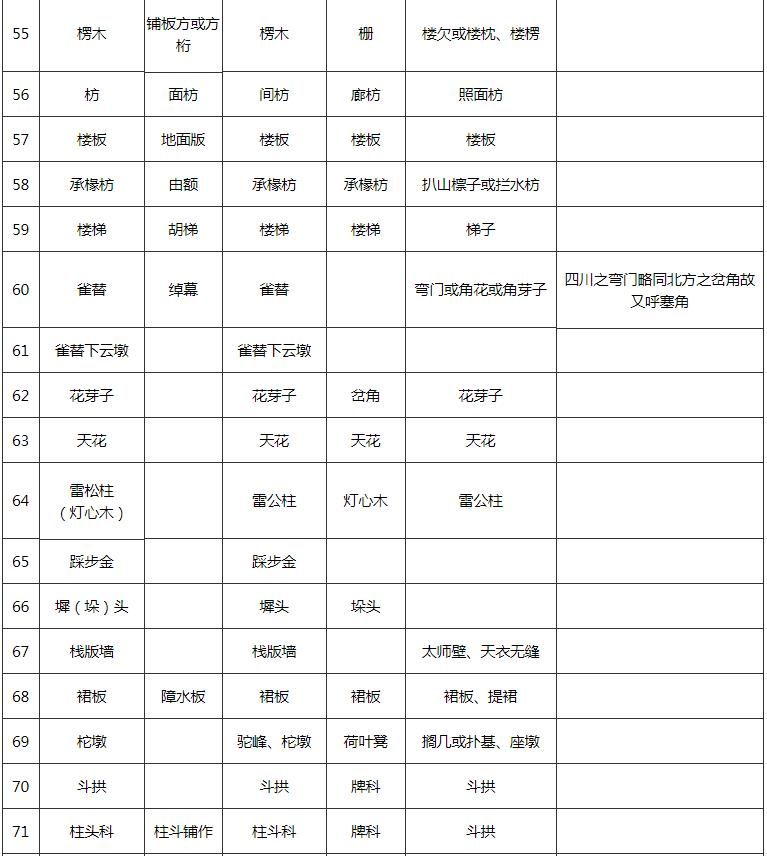 55 楞木 铺板方或方桁 楞木 栅 楼欠或楼枕、楼楞
56 枋 面枋 间枋 廊枋 照面枋
57 楼板 地面版 楼板 楼板 楼板
58 承椽枋 由额 承椽枋 承椽枋 扒山檩子或拦水枋
59 楼梯 胡梯 楼梯 楼梯 梯子
60 雀替 绰幕 雀替 弯门或角花或角芽子 四川之弯门略同北方之岔角故又呼塞角
61 雀替下云墩 雀替下云墩
62 花芽子 花芽子 岔角 花芽子
63 天花 天花 天花 天花
64 雷松柱（灯心木） 雷公柱 灯心木 雷公柱
65 踩步金 踩步金
66 墀（垛）头 墀头 垛头
67 栈版墙 栈版墙 太师壁、天衣无缝
68 裙板 障水板 裙板 裙板 裙板、提裙
69 柁墩 驼峰、柁墩 荷叶凳 搁几或扑基、座墩
70 斗拱 斗拱 牌科 斗拱
71 柱头科 柱斗铺作 柱斗科 牌科 斗拱